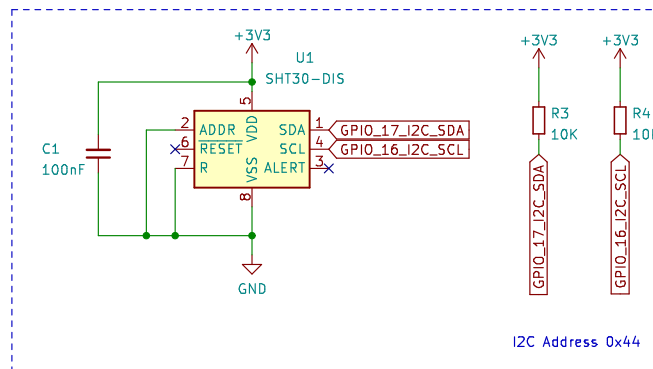 +3V3
U1
SHT30-DIS
5
VDD
2
ADDR
6
RESET
7
R
SDA
1
GPIO_17_I2C_SDA
SCL
4
GPIO_16_I2C_SCL
ALERT
3
VSS
8
C1
100nF
GND
+3V3
R3
10K
GPIO_17_I2C_SDA
+3V3
R4
GPIO_16_I2C_SCL
I2C Address 0x44